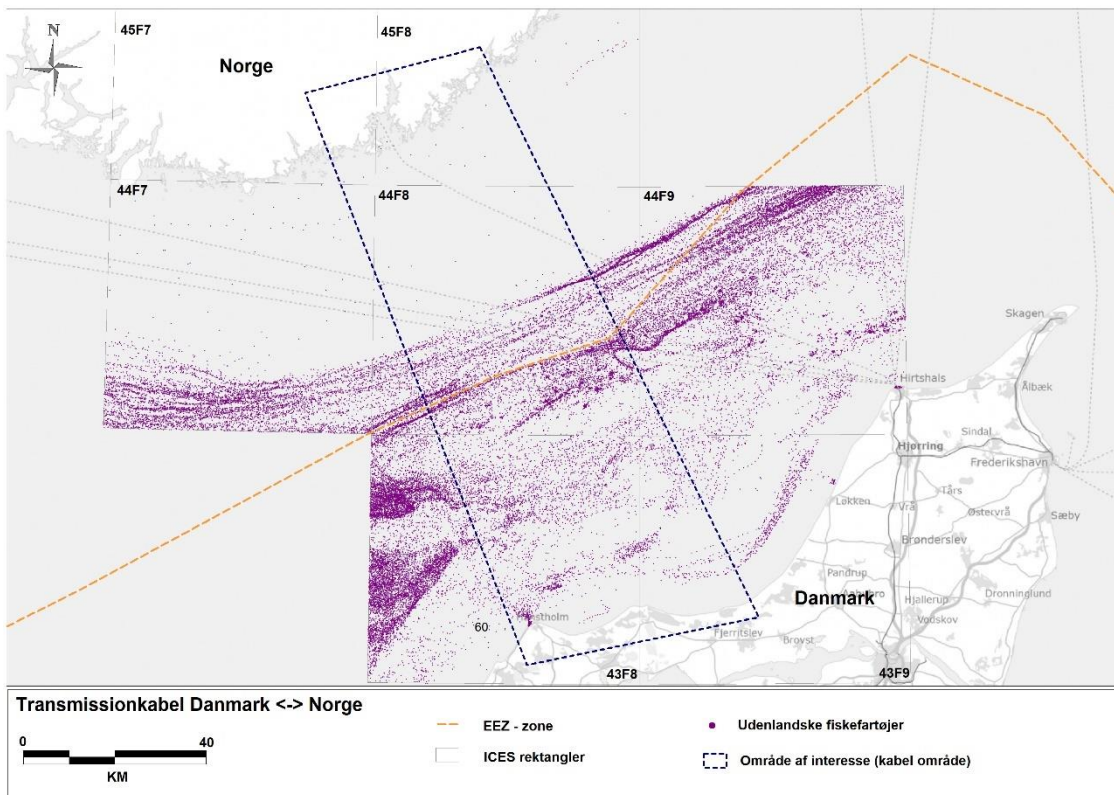 45F7
45F8
N
Norge
44F7
44F8
44F9
Skagen
Hirtshals
Ålbæk
Sindal
Hjørring
Frederikshavn
Løkken
Vrå
Tårs
Østervrå
Sæby
Brønderslev
Pandrup
Danmark
Hjallerup
Dronninglund
60
Fjerritslev
Brovst
Vodskov
43F8
43F9
Transmissionkabel Danmark <-> Norge
0 40
KM
EEZ - zone
ICES rektangler
Udenlandske fiskefartøjer
Område af interesse (kabel område)